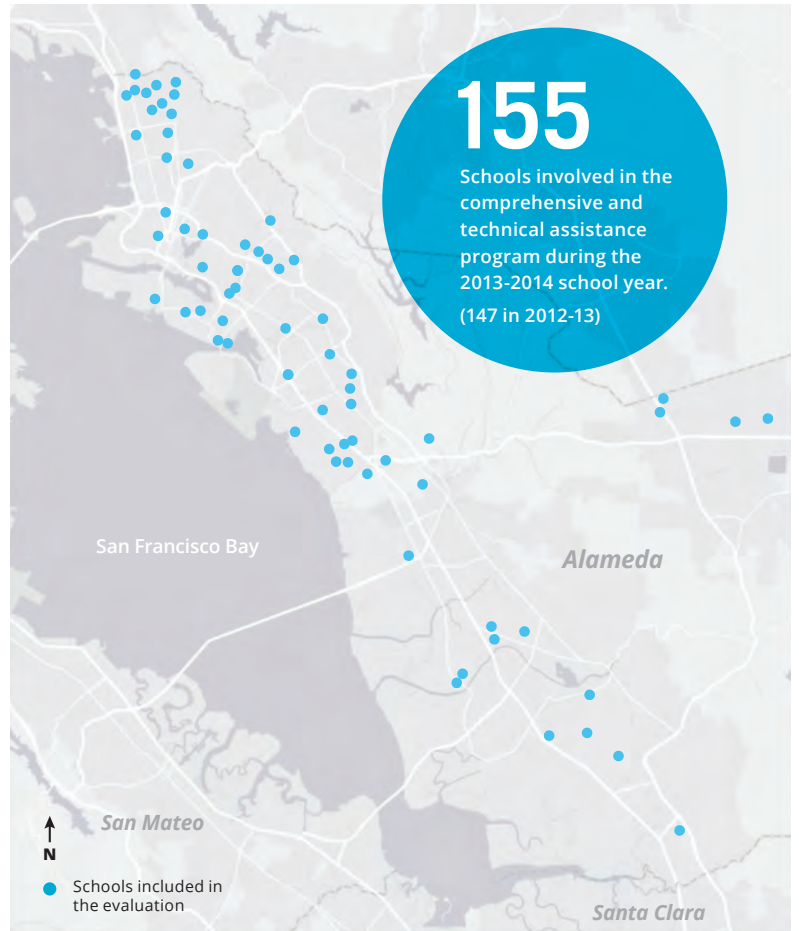 155
Schools involved in the
comprehensive and
technical assistance
program during the
2013-2014 school year.
(147 in 2012-13)
San Francisco Bay
Alameda
San Mateo
N
Schools included in
the evaluation
Santa Clara